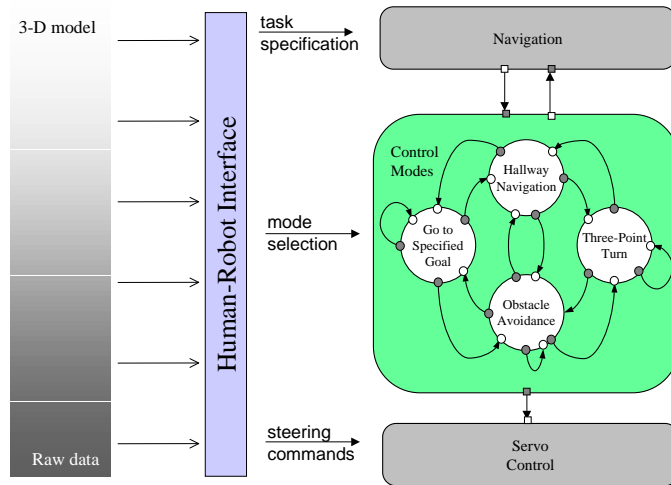 3-D model
Raw data
Human-Robot Interface
task
specification
mode
selection
steering
commands
Navigation
Control
Modes
Hallway
Navigation
Go to
Specified
Goal
Three-Point
Turn
Obstacle
Avoidance
Servo
Control